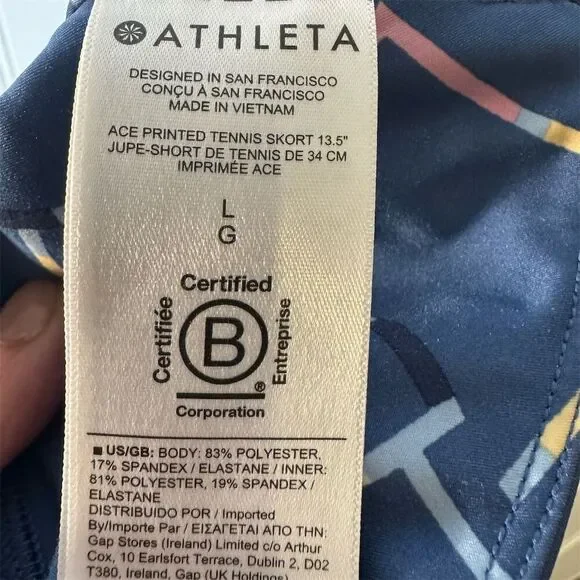 ATHLETA
DESIGNED IN SAN FRANCISCO
CONÇU À SAN FRANCISCO
MADE IN VIETNAM
ACE PRINTED TENNIS SKORT 13.5"
JUPE-SHORT DE TENNIS DE 34 CM
IMPRIMÉE ACE
L
G
Certified
Certifiée
B
Entreprise
®
Corporation
■ US/GB: BODY: 83% POLYESTER,
17% SPANDEX / ELASTANE / INNER:
81% POLYESTER, 19% SPANDEX /
ELASTANE
DISTRIBUIDO POR / Imported
By/Importe Par / ΕΙΣΑΓΕΤΑΙ ΑΠΟ ΤΗΝ:
Gap Stores (Ireland) Limited c/o Arthur
Cox, 10 Earlsfort Terrace, Dublin 2, D02
T380, Ireland, Gap (UK Holdings)